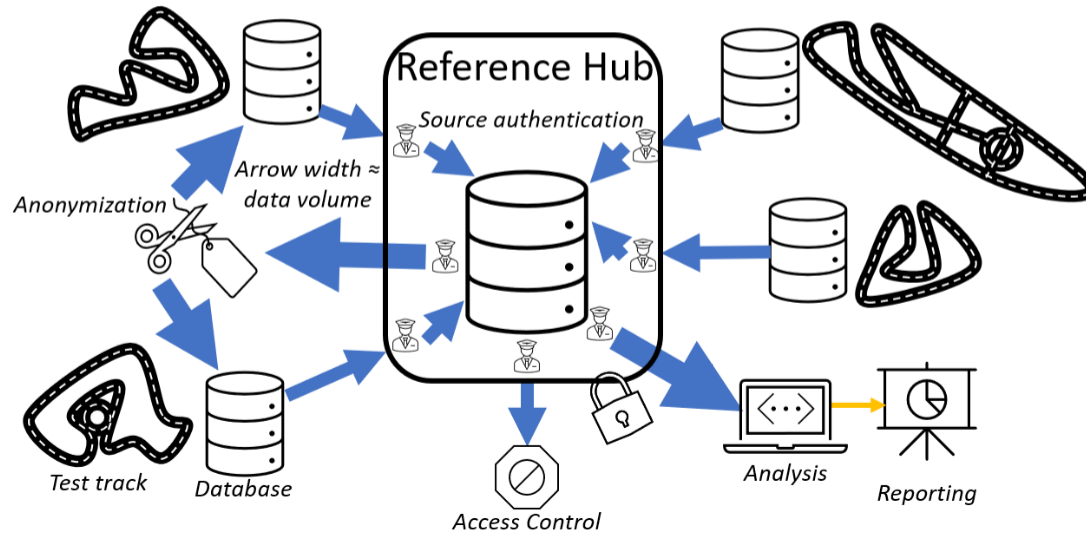 Reference Hub
Source authentication
Arrow width ≈
data volume
Anonymization
Test track
Database
Access Control
Analysis
<···>
Reporting